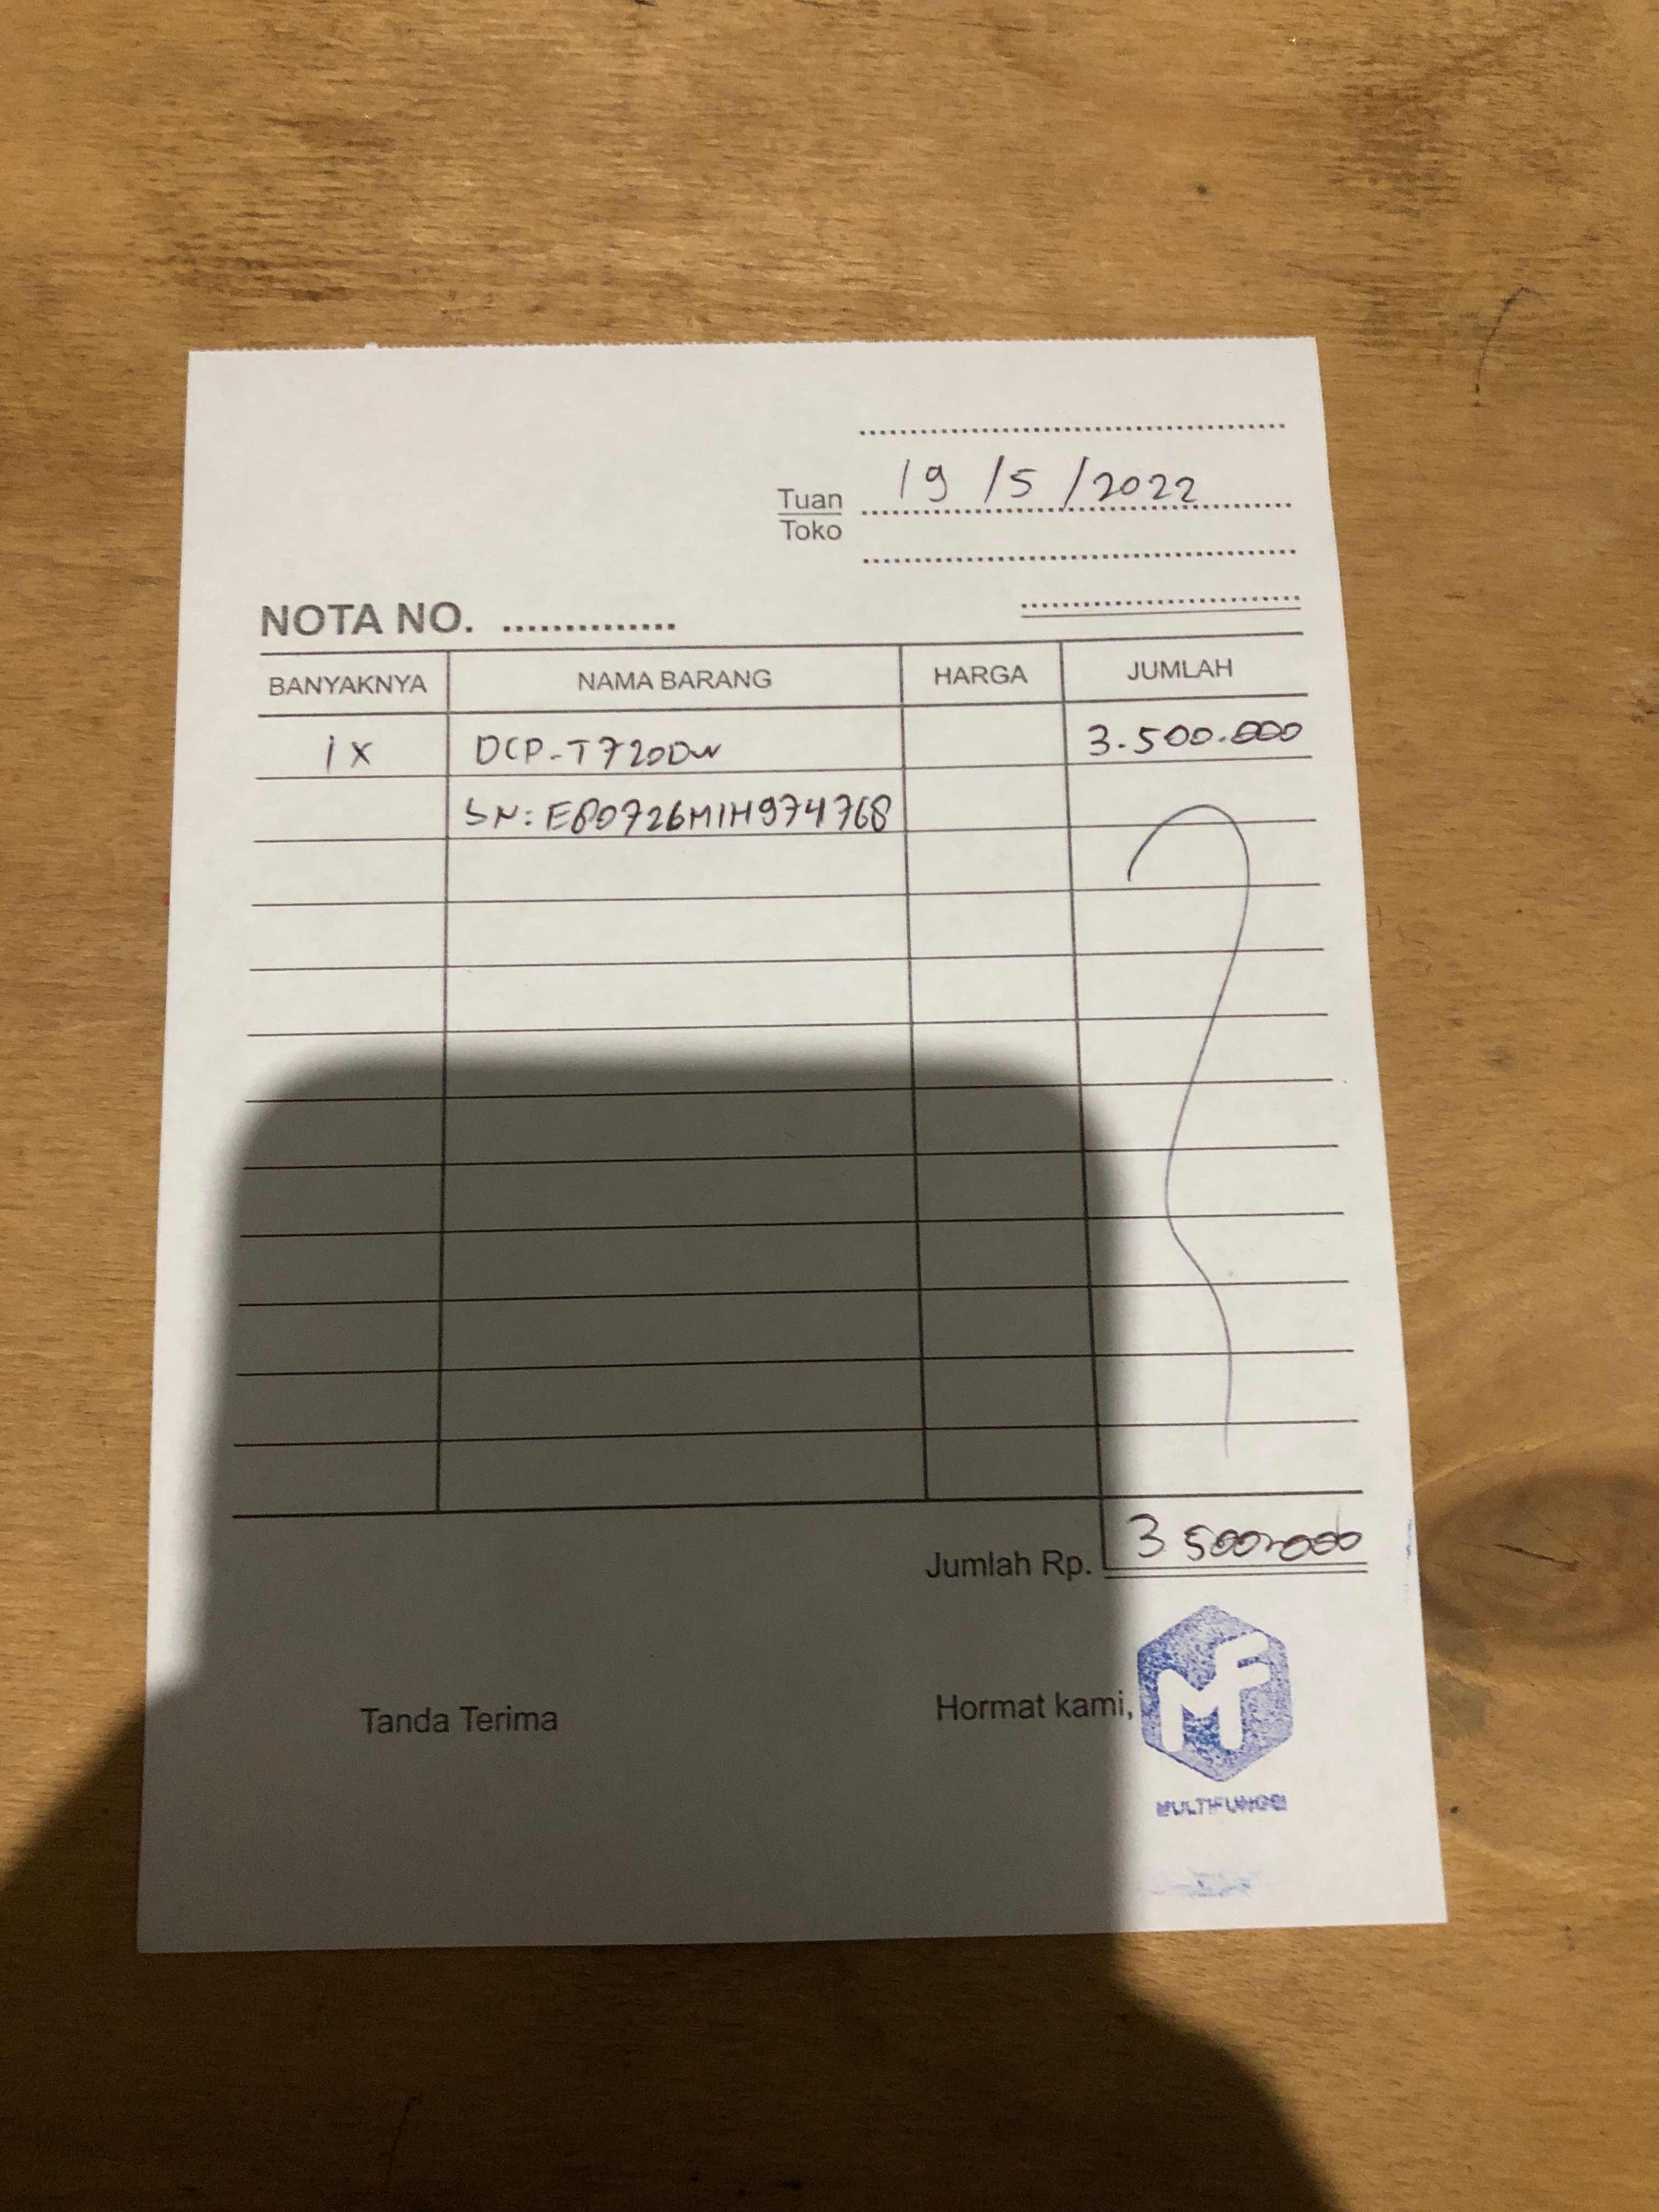 19/5/2022
Tuan
Toko
NOTA NO. ..............
BANYAKNYA NAMA BARANG HARGA JUMLAH
1X DCP-T720DW 3.500.000
SN: E80726M1H974768
Jumlah Rp. 3.500.000
Tanda Terima Hormat kami,
MF
MULTIFUNGSI